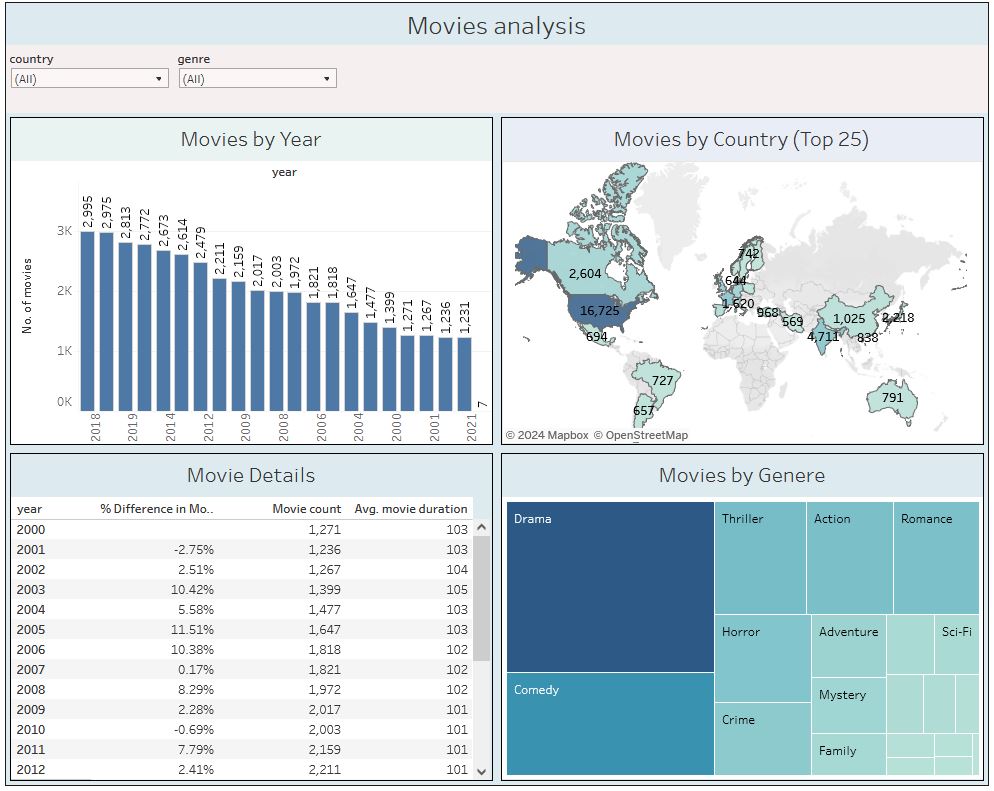 Movies analysis
country
genre
(All)
(All)
Movies by Year
year
No. of movies
3K
2K
1K
0K
2,995
2,975
2,813
2,772
2,673
2,614
2,479
2,211
2,159
2,017
2,003
1,972
1,821
1,818
1,647
1,477
1,399
1,271
1,267
1,236
1,231
7
2018
2019
2014
2012
2009
2008
2006
2004
2000
2001
2021
Movies by Country (Top 25)
742
2,604
644
16,725
1,620
968
569
1,025
2,218
694
4,711
838
727
791
657
© 2024 Mapbox © OpenStreetMap
Movie Details
year % Difference in Mo.. Movie count Avg. movie duration
2000 1,271 103
2001 -2.75% 1,236 103
2002 2.51% 1,267 104
2003 10.42% 1,399 105
2004 5.58% 1,477 103
2005 11.51% 1,647 103
2006 10.38% 1,818 102
2007 0.17% 1,821 102
2008 8.29% 1,972 102
2009 2.28% 2,017 101
2010 -0.69% 2,003 101
2011 7.79% 2,159 101
2012 2.41% 2,211 101
Movies by Genere
Drama
Thriller
Action
Romance
Horror
Adventure
Sci-Fi
Comedy
Mystery
Crime
Family